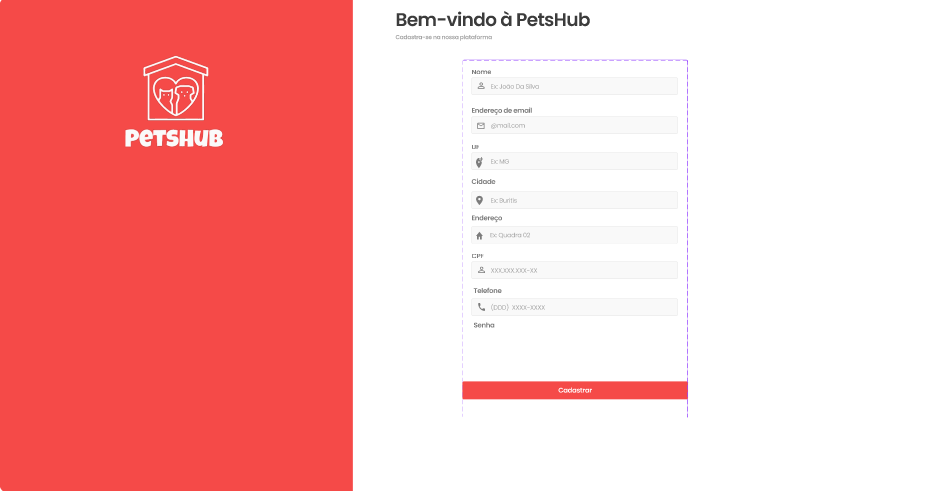 PETSHUB
Bem-vindo à PetsHub
Cadastra-se na nossa plataforma
Nome
Ex: João Da Silva
Endereço de email
@mail.com
UF
Ex: MG
Cidade
Ex: Buritis
Endereço
Ex: Quadra 02
CPF
XXX.XXX.XXX-XX
Telefone
(DDD) XXXX-XXXX
Senha
Cadastrar